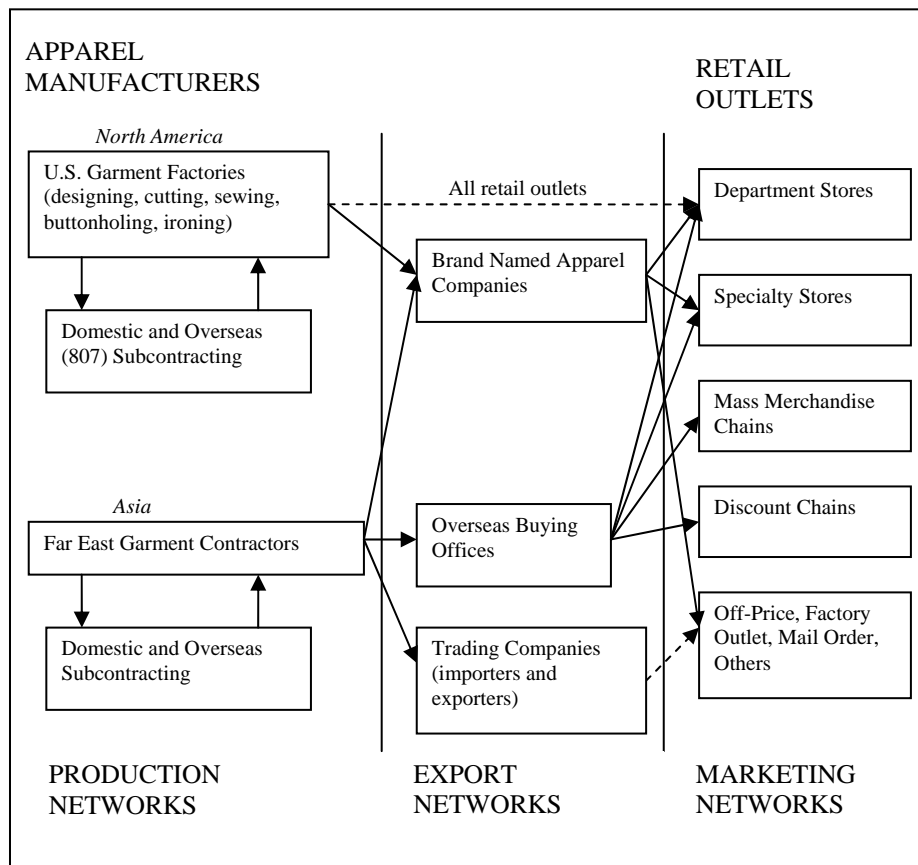 APPAREL
MANUFACTURERS
North America
U.S. Garment Factories
(designing, cutting, sewing,
buttonholing, ironing)
Domestic and Overseas
(807) Subcontracting
Asia
Far East Garment Contractors
Domestic and Overseas
Subcontracting
PRODUCTION
NETWORKS
All retail outlets
Brand Named Apparel
Companies
Overseas Buying
Offices
Trading Companies
(importers and
exporters)
EXPORT
NETWORKS
RETAIL
OUTLETS
Department Stores
Specialty Stores
Mass Merchandise
Chains
Discount Chains
Off-Price, Factory
Outlet, Mail Order,
Others
MARKETING
NETWORKS